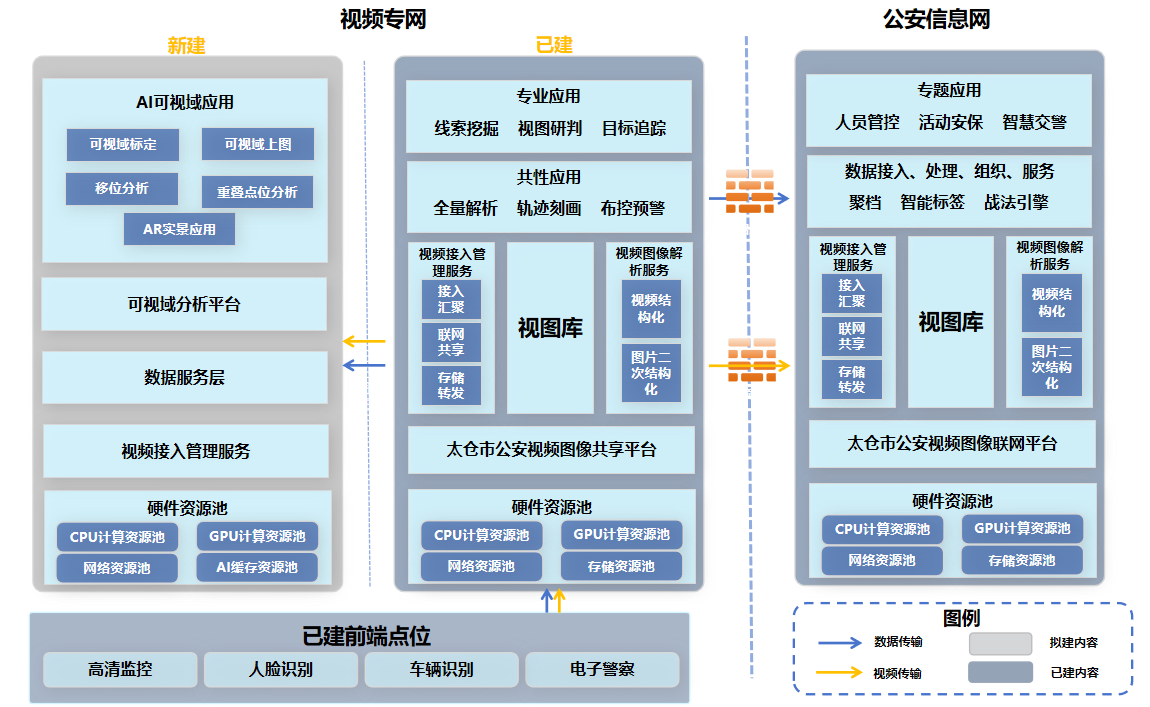 视频专网
公安信息网
新建
已建
AI可视域应用
可视域标定
可视域上图
移位分析
重叠点位分析
AR实景应用
可视域分析平台
数据服务层
视频接入管理服务
硬件资源池
CPU计算资源池
GPU计算资源池
网络资源池
AI缓存资源池
专业应用
线索挖掘 视图研判 目标追踪
共性应用
全量解析 轨迹刻画 布控预警
视频接入管
理服务
接入
汇聚
联网
共享
存储
转发
视图库
视频图像解
析服务
视频结
构化
图片二
次结构
化
太仓市公安视频图像共享平台
硬件资源池
CPU计算资源池
GPU计算资源池
网络资源池
存储资源池
专题应用
人员管控 活动安保 智慧交警
数据接入、处理、组织、服务
聚档 智能标签 战法引擎
视频接入管
理服务
接入
汇聚
联网
共享
存储
转发
视图库
视频图像解
析服务
视频结
构化
图片二
次结构
化
太仓市公安视频图像联网平台
硬件资源池
CPU计算资源池
GPU计算资源池
网络资源池
存储资源池
已建前端点位
高清监控
人脸识别
车辆识别
电子警察
图例
数据传输
拟建内容
视频传输
已建内容